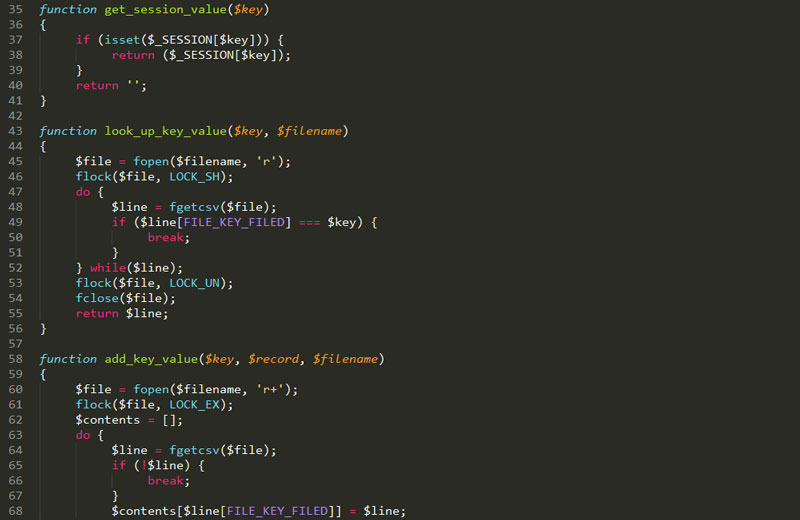 35 function get_session_value($key)
36 {
37 if (isset($_SESSION[$key])) {
38 return ($_SESSION[$key]);
39 }
40 return '';
41 }
42
43 function look_up_key_value($key, $filename)
44 {
45 $file = fopen($filename, 'r');
46 flock($file, LOCK_SH);
47 do {
48 $line = fgetcsv($file);
49 if ($line[FILE_KEY_FILED] === $key) {
50 break;
51 }
52 } while($line);
53 flock($file, LOCK_UN);
54 fclose($file);
55 return $line;
56 }
57
58 function add_key_value($key, $record, $filename)
59 {
60 $file = fopen($filename, 'r+');
61 flock($file, LOCK_EX);
62 $contents = [];
63 do {
64 $line = fgetcsv($file);
65 if (!$line) {
66 break;
67 }
68 $contents[$line[FILE_KEY_FILED]] = $line;